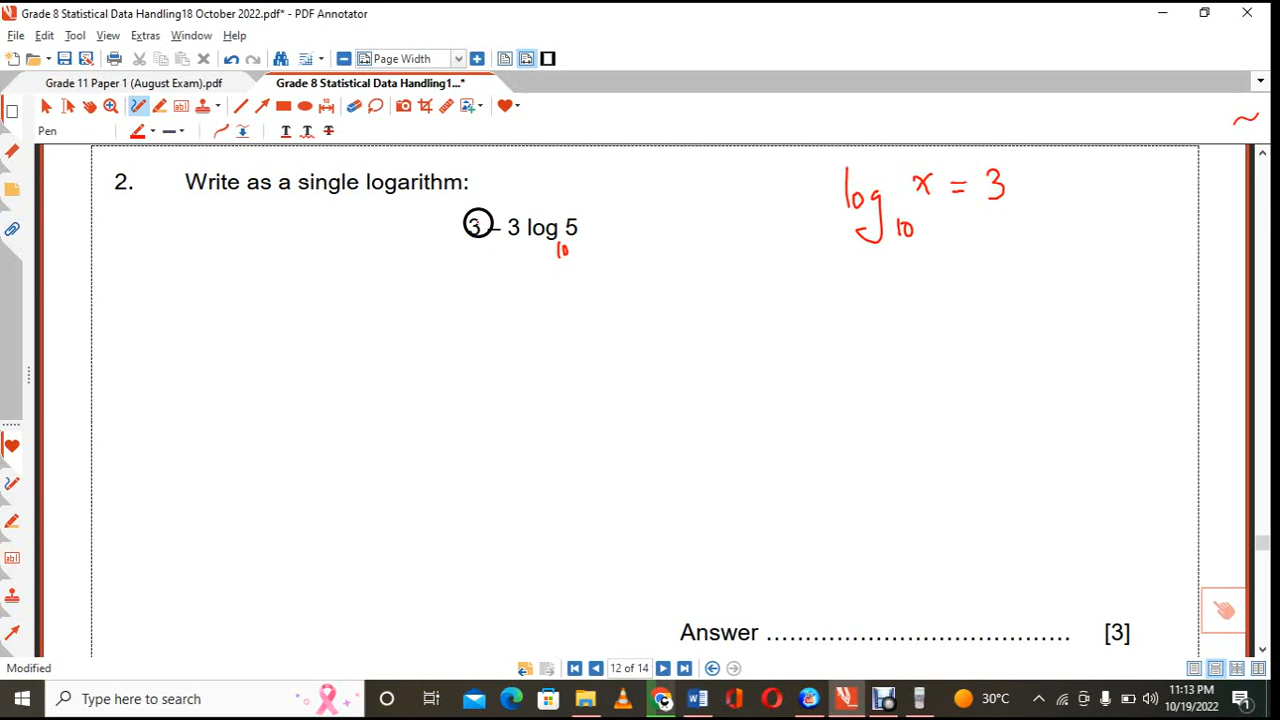 Grade 8 Statistical Data Handling18 October 2022.pdf* - PDF Annotator
File Edit Tool View Extras Window Help
Page Width
Grade 11 Paper 1 (August Exam).pdf Grade 8 Statistical Data Handling1...*
Pen
2. Write as a single logarithm:
3 – 3 log 5
10
log x = 3
10
Answer ………………………………… [3]
Modified
12 of 14
Type here to search
30°C
11:13 PM
10/19/2022
1